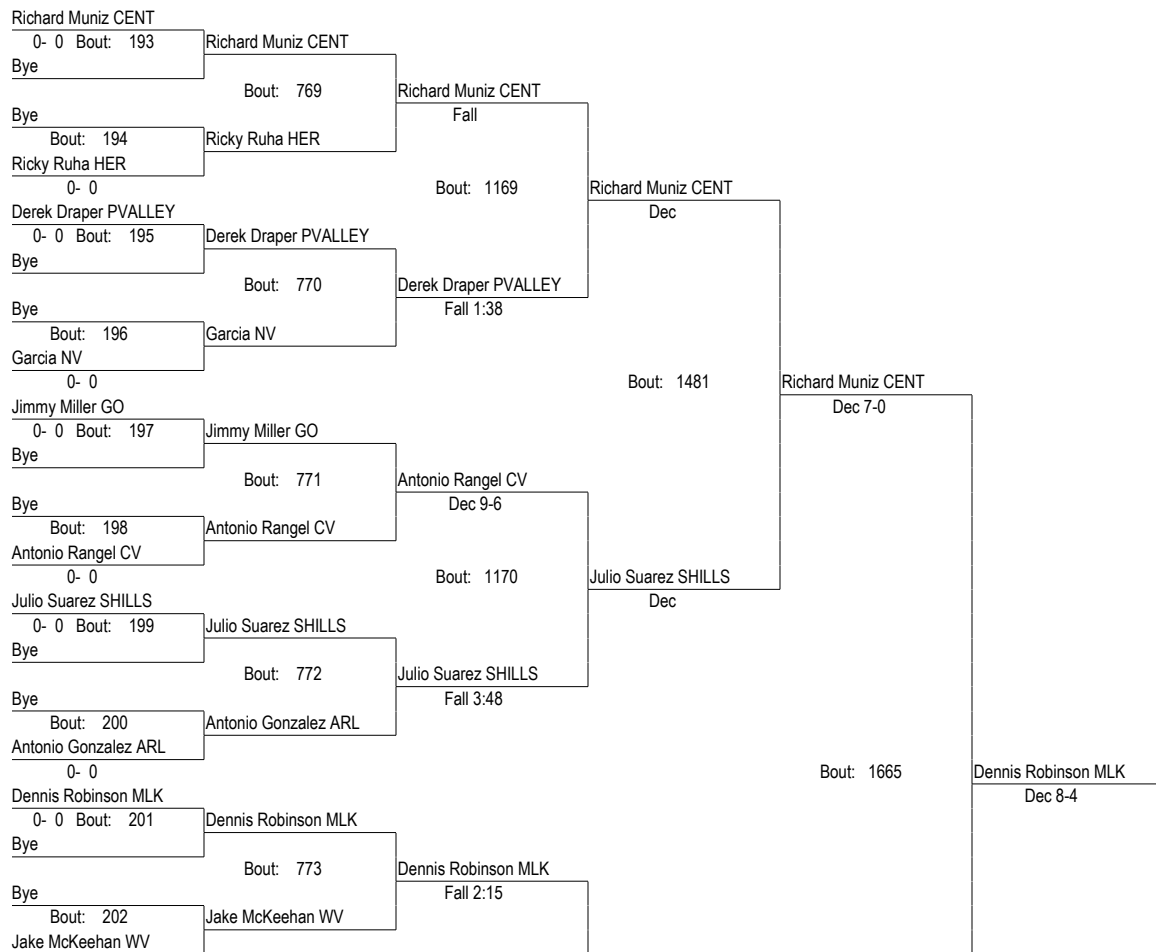 Richard Muniz CENT
0- 0 Bout: 193 Richard Muniz CENT
Bye
Bout: 769 Richard Muniz CENT
Bye Fall
Bout: 194 Ricky Ruha HER
Ricky Ruha HER
0- 0 Bout: 1169 Richard Muniz CENT
Derek Draper PVALLEY Dec
0- 0 Bout: 195 Derek Draper PVALLEY
Bye
Bout: 770 Derek Draper PVALLEY
Bye Fall 1:38
Bout: 196 Garcia NV
Garcia NV
0- 0 Bout: 1481 Richard Muniz CENT
Jimmy Miller GO Dec 7-0
0- 0 Bout: 197 Jimmy Miller GO
Bye
Bout: 771 Antonio Rangel CV
Bye Dec 9-6
Bout: 198 Antonio Rangel CV
Antonio Rangel CV
0- 0 Bout: 1170 Julio Suarez SHILLS
Julio Suarez SHILLS Dec
0- 0 Bout: 199 Julio Suarez SHILLS
Bye
Bout: 772 Julio Suarez SHILLS
Bye Fall 3:48
Bout: 200 Antonio Gonzalez ARL
Antonio Gonzalez ARL
0- 0 Bout: 1665 Dennis Robinson MLK
Dennis Robinson MLK Dec 8-4
0- 0 Bout: 201 Dennis Robinson MLK
Bye
Bout: 773 Dennis Robinson MLK
Bye Fall 2:15
Bout: 202 Jake McKeehan WV
Jake McKeehan WV